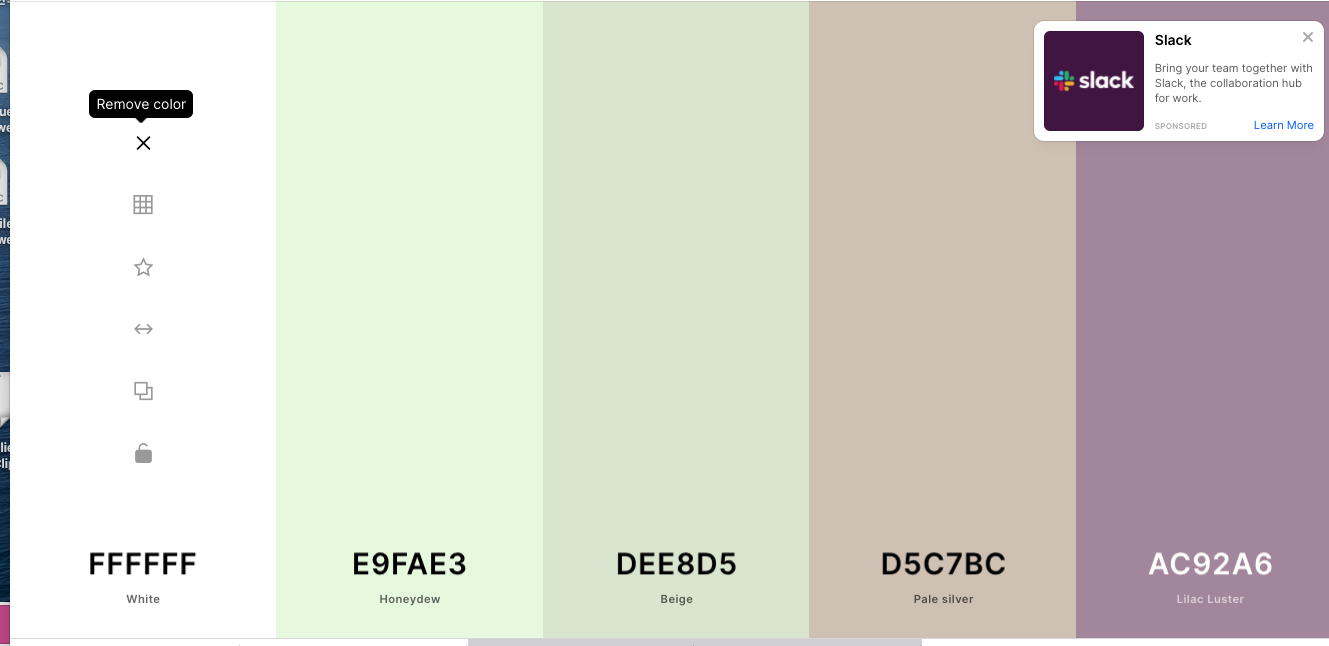 Remove color
Slack
Bring your team together with
Slack, the collaboration hub
for work.
SPONSORED
Learn More
slack
FFFFFF
White
E9FAE3
Honeydew
DEE8D5
Beige
D5C7BC
Pale silver
AC92A6
Lilac Luster